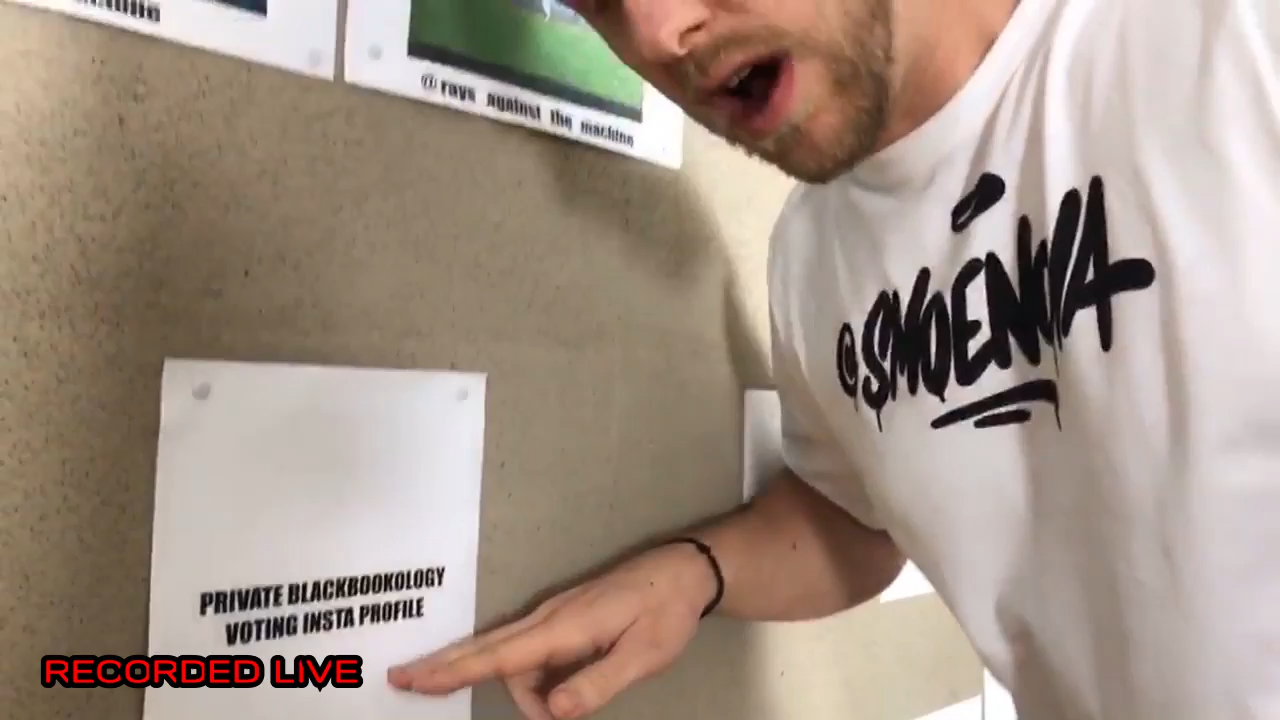 @rays against the machine
@SMOENOVA
PRIVATE BLACKBOOKOLOGY
VOTING INSTA PROFILE
RECORDED LIVE